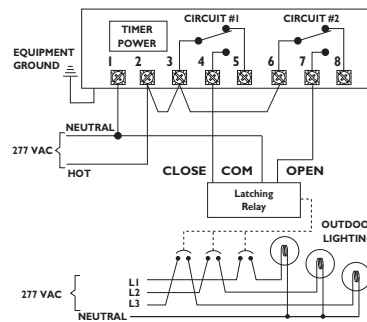 CIRCUIT #1
CIRCUIT #2
TIMER
POWER
EQUIPMENT
GROUND
1 2 3 4 5 6 7 8
NEUTRAL
277 VAC
HOT
CLOSE COM OPEN
Latching
Relay
OUTDOO
LIGHTING
277 VAC
L1
L2
L3
NEUTRAL